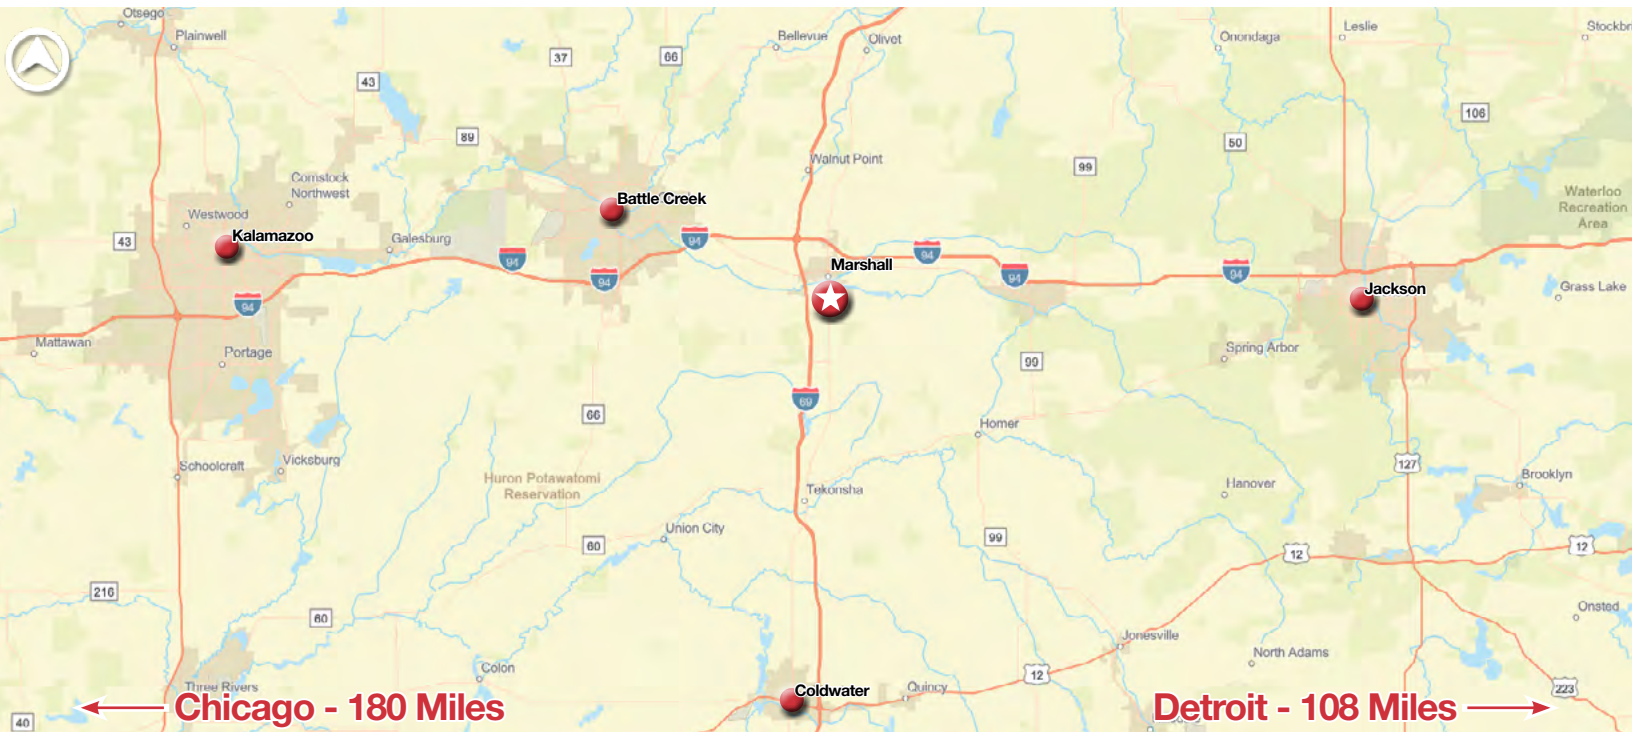 Otsego
Plainwell
Bellevue
Olivet
Onondaga
Leslie
Stockbr
37
66
43
89
106
50
99
Walnut Point
Comstock
Northwest
Battle Creek
Waterloo
Recreation
Area
Westwood
Kalamazoo
43
Galesburg
94
94
94
94
94
94
94
Marshall
Jackson
Grass Lake
Mattawan
Portage
Spring Arbor
99
69
66
Homer
Schoolcraft
Vicksburg
127
Huron Potawatomi
Reservation
Tekonsha
Hanover
Brooklyn
Union City
60
99
12
12
216
60
Onsted
Jonesville
North Adams
Colon
12
Three Rivers
Coldwater
Quincy
223
Chicago - 180 Miles
Detroit - 108 Miles
40